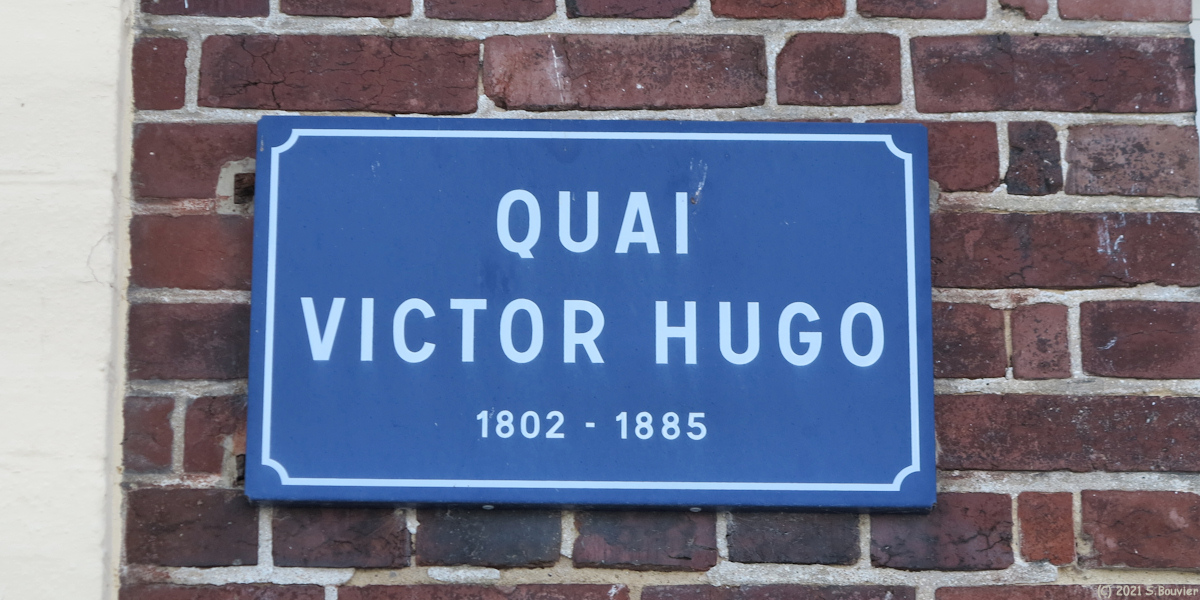 QUAI
VICTOR HUGO
1802 - 1885
(C) 2021 S.Bouvier